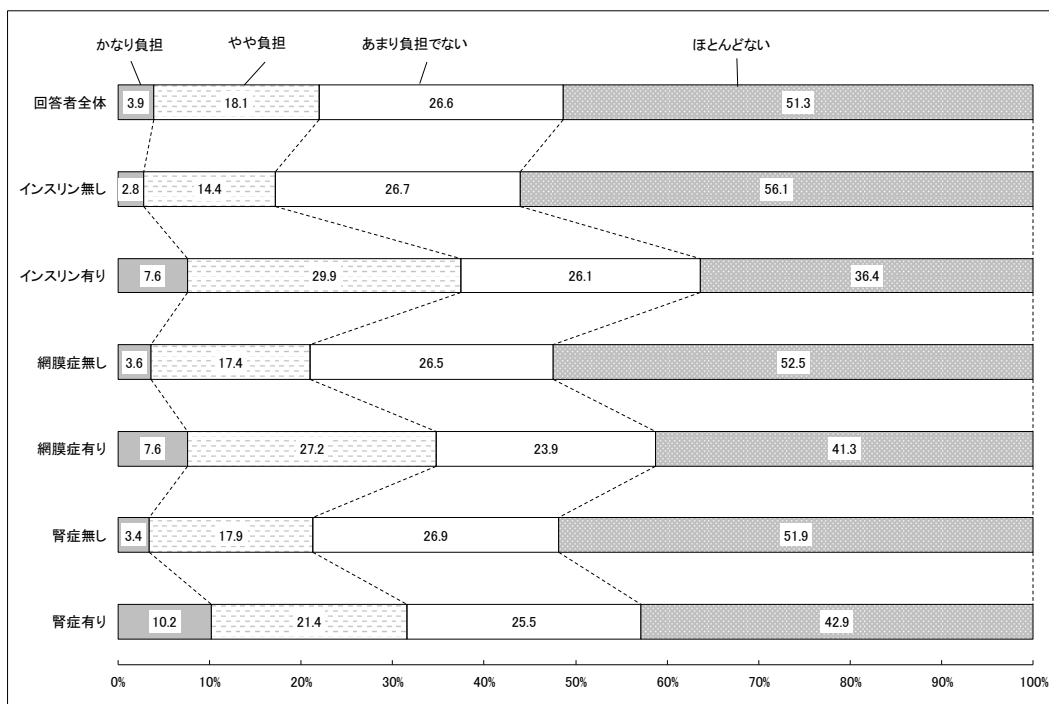 かなり負担 やや負担 あまり負担でない ほとんどない
回答者全体 3.9 18.1 26.6 51.3
インスリン無し 2.8 14.4 26.7 56.1
インスリン有り 7.6 29.9 26.1 36.4
網膜症無し 3.6 17.4 26.5 52.5
網膜症有り 7.6 27.2 23.9 41.3
腎症無し 3.4 17.9 26.9 51.9
腎症有り 10.2 21.4 25.5 42.9
0% 10% 20% 30% 40% 50% 60% 70% 80% 90% 100%